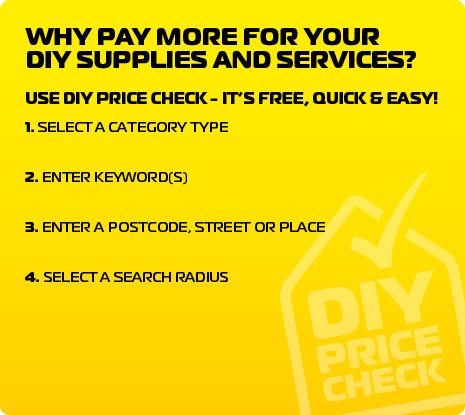 WHY PAY MORE FOR YOUR
DIY SUPPLIES AND SERVICES?
USE DIY PRICE CHECK - IT'S FREE, QUICK & EASY!
1. SELECT A CATEGORY TYPE
2. ENTER KEYWORD(S)
3. ENTER A POSTCODE, STREET OR PLACE
4. SELECT A SEARCH RADIUS
DIY
PRICE
CHECK